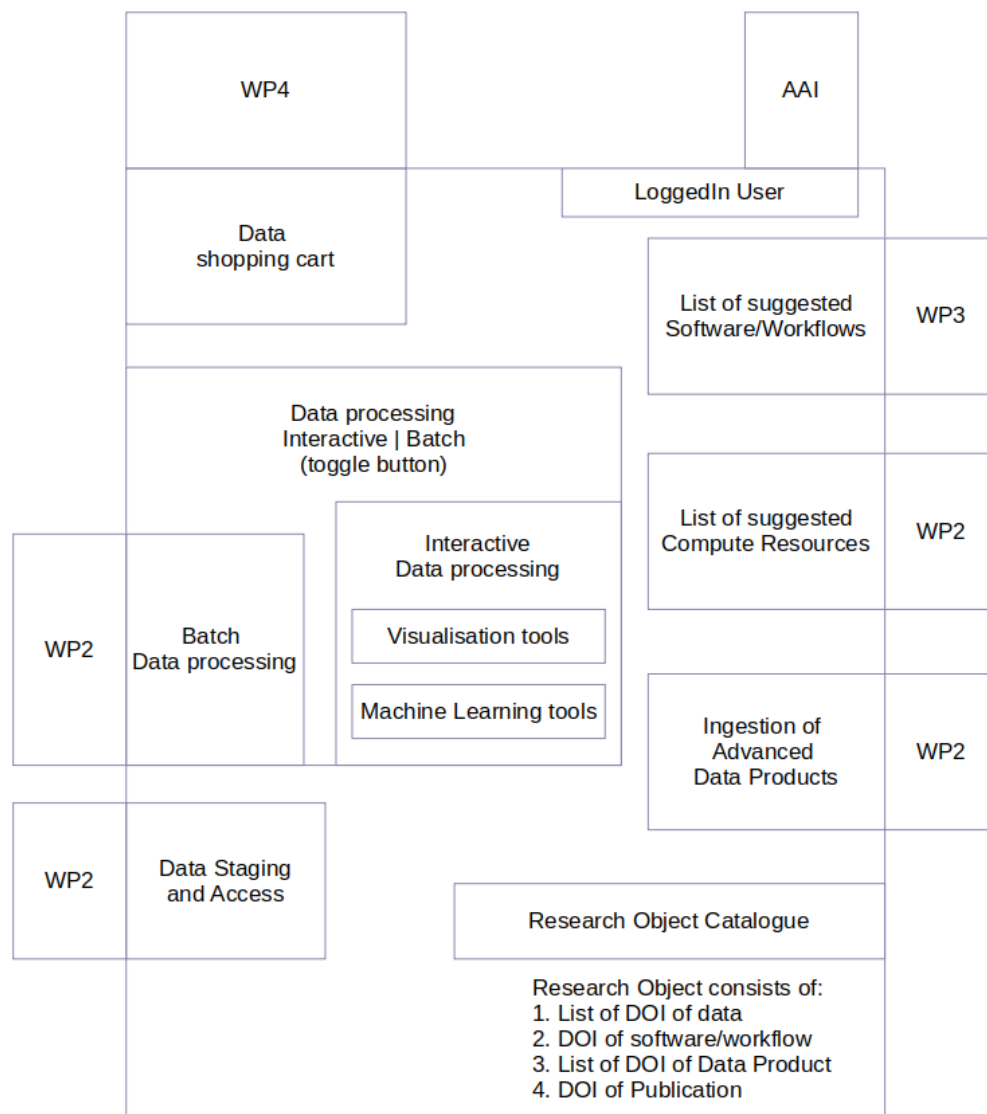 WP4
AAI
LoggedIn User
Data
shopping cart
List of suggested
Software/Workflows
WP3
Data processing
Interactive | Batch
(toggle button)
List of suggested
Compute Resources
WP2
Interactive
Data processing
Visualisation tools
Machine Learning tools
WP2
Batch
Data processing
Ingestion of
Advanced
Data Products
WP2
WP2
Data Staging
and Access
Research Object Catalogue
Research Object consists of:
1. List of DOI of data
2. DOI of software/workflow
3. List of DOI of Data Product
4. DOI of Publication